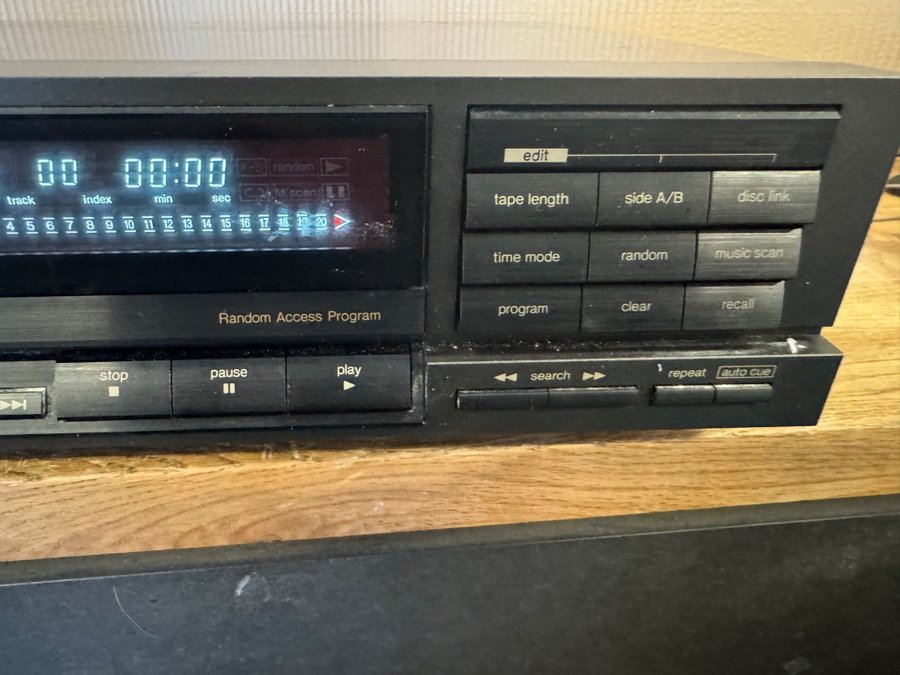 edit
00 00:00 random
M.scan
track index min sec
4 5 6 7 8 9 10 11 12 13 14 15 16 17 18 19 20
tape length side A/B disc link
time mode random music scan
program clear recall
Random Access Program
stop pause play
search
repeat auto cue